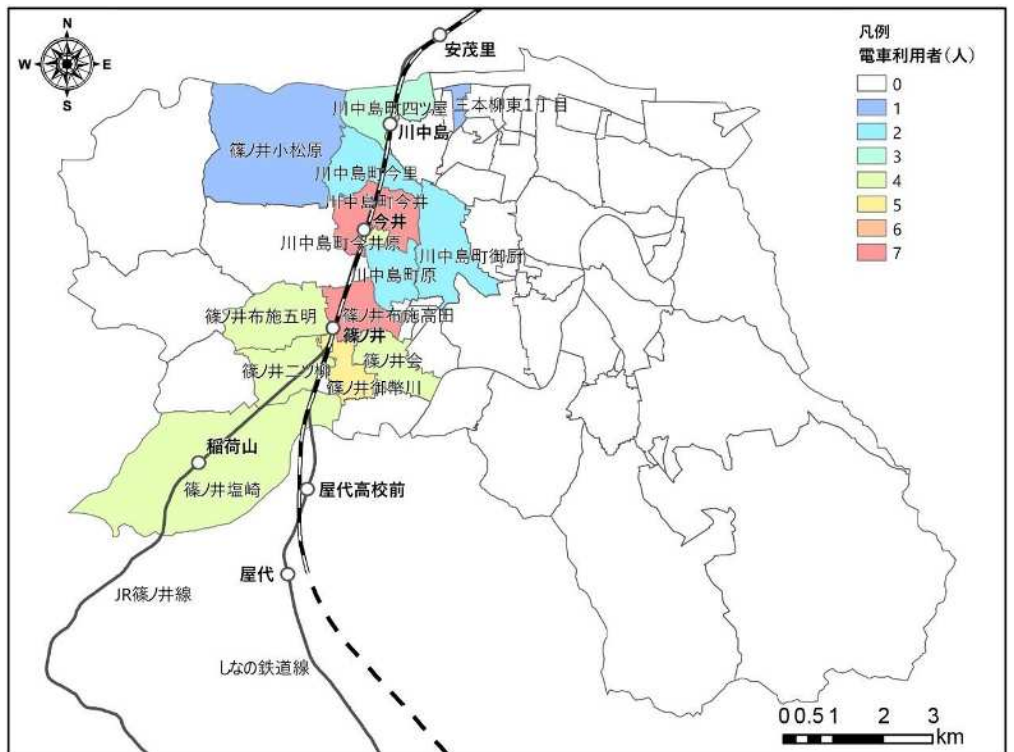 N
W
E
S
凡例
電車利用者(人)
0
1
2
3
4
5
6
7
安茂里
川中島町四ツ屋
三本柳東1丁目
川中島
篠ノ井小松原
川中島町今里
川中島町今井
今井
川中島町今井原
川中島町御厨
川中島町原
篠ノ井布施五明
篠ノ井布施高田
篠ノ井
篠ノ井会
篠ノ井二ツ柳
篠ノ井御幣川
稲荷山
篠ノ井塩崎
屋代高校前
屋代
JR篠ノ井線
しなの鉄道線
0 0.5 1 2 3
km